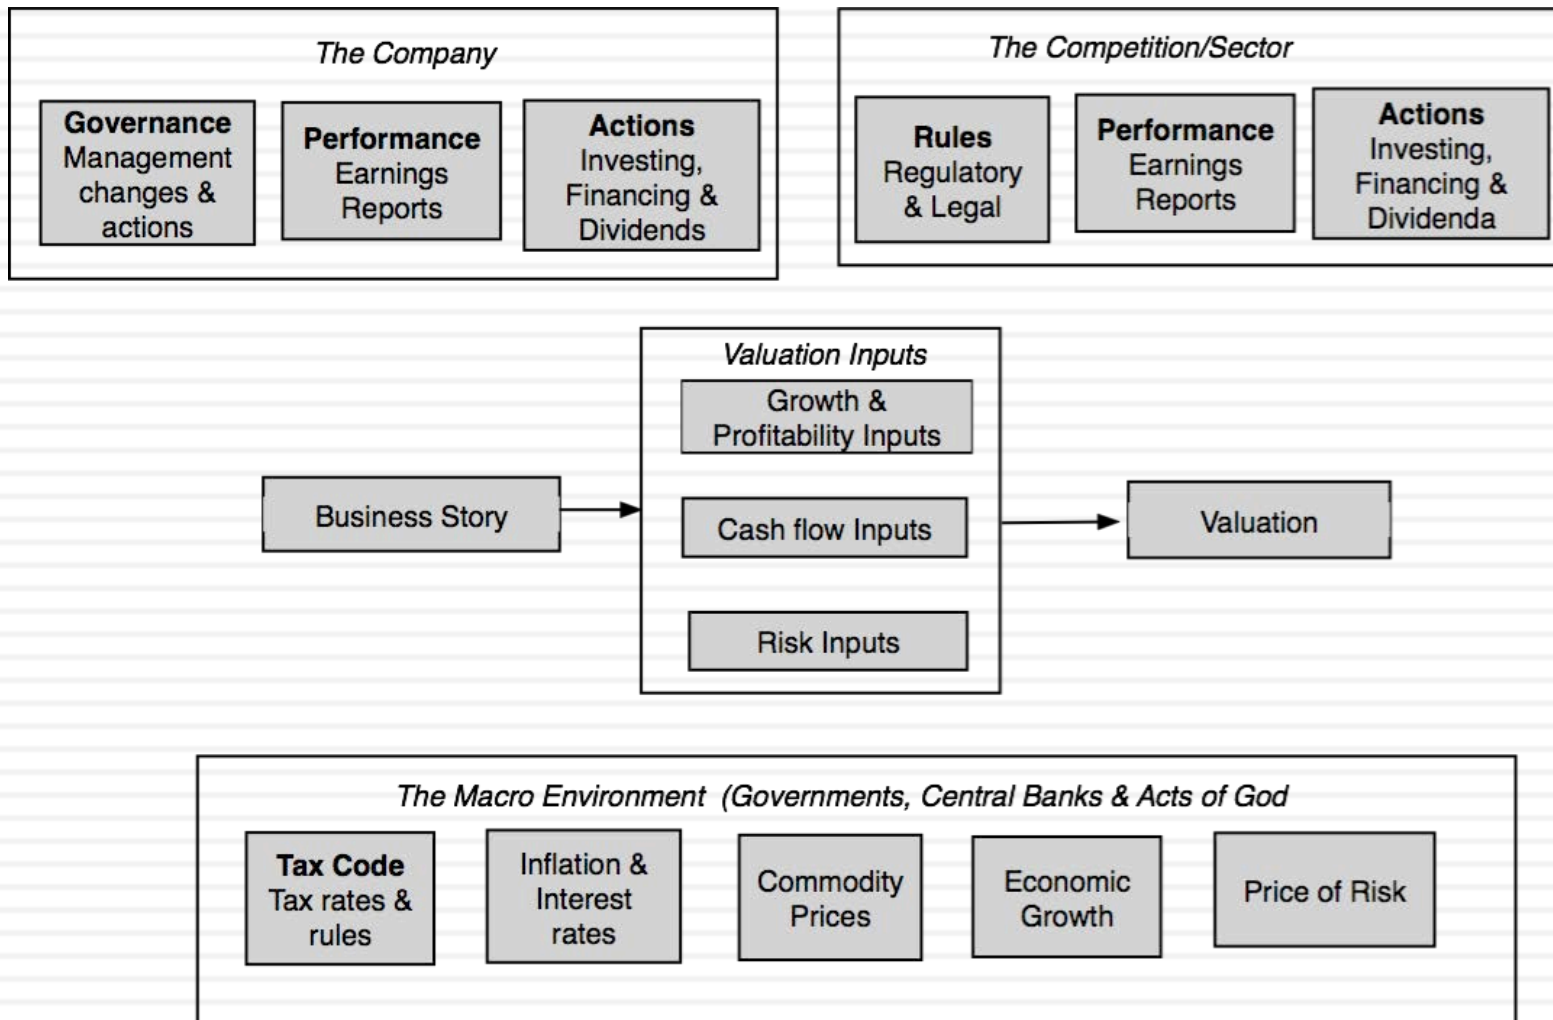 The Company
Governance
Management
changes &
actions
Performance
Earnings
Reports
Actions
Investing,
Financing &
Dividends
The Competition/Sector
Rules
Regulatory
& Legal
Performance
Earnings
Reports
Actions
Investing,
Financing &
Dividenda
Business Story
Valuation Inputs
Growth &
Profitability Inputs
Cash flow Inputs
Risk Inputs
Valuation
The Macro Environment (Governments, Central Banks & Acts of God
Tax Code
Tax rates &
rules
Inflation &
Interest
rates
Commodity
Prices
Economic
Growth
Price of Risk